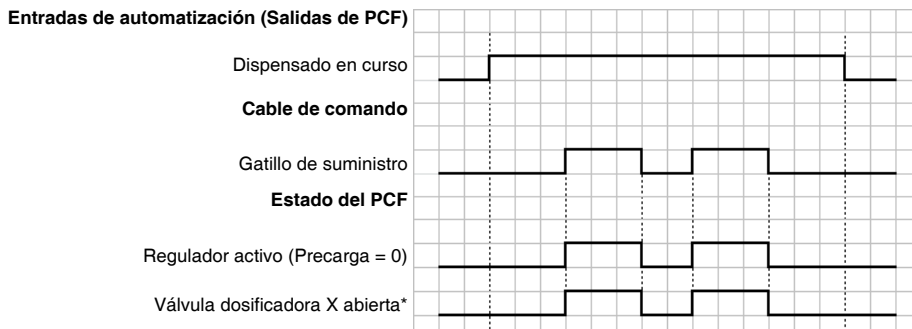 Entradas de automatización (Salidas de PCF)
Dispensado en curso
Cable de comando
Gatillo de suministro
Estado del PCF
Regulador activo (Precarga = 0)
Válvula dosificadora X abierta*